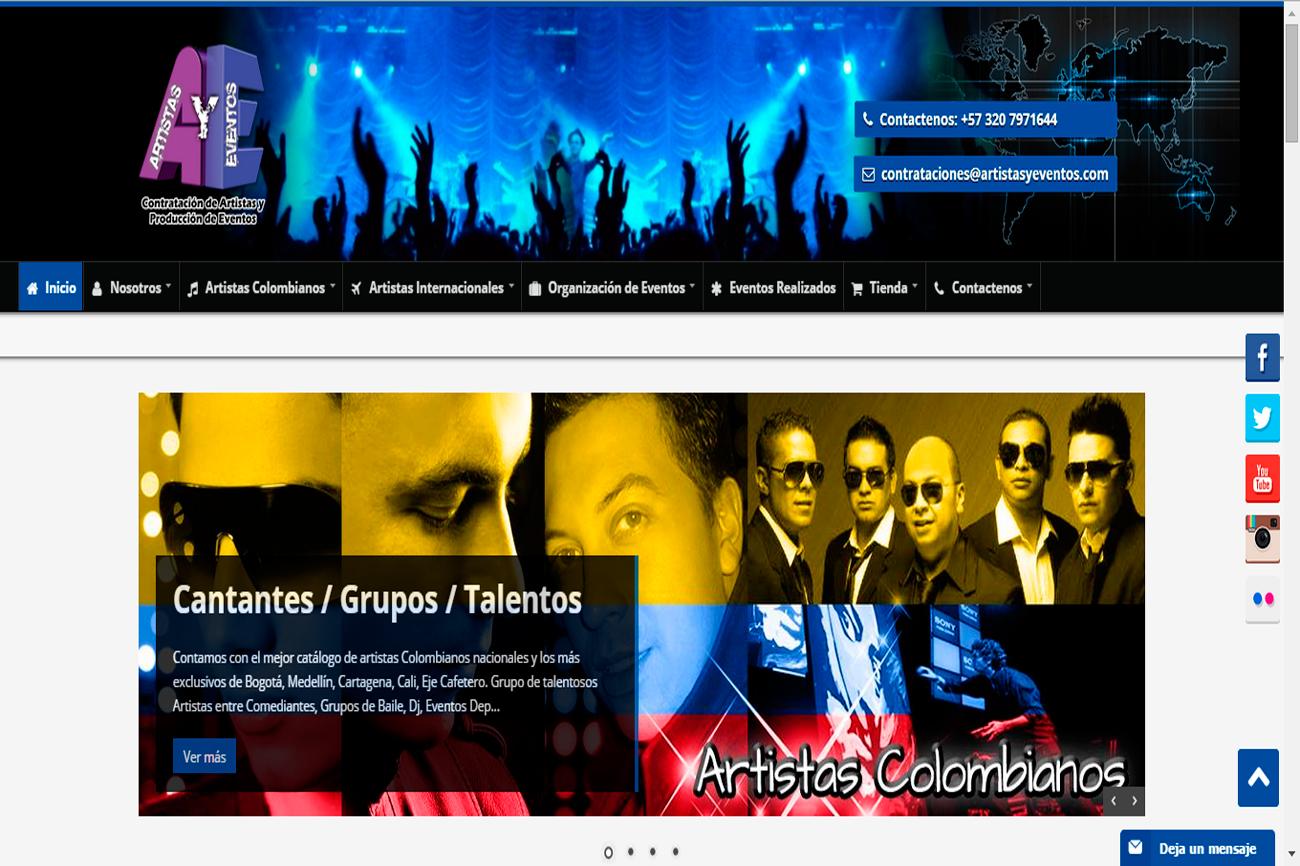 ARTISTAS
Y
EVENTOS
Contratación de Artistas y
Producción de Eventos
Contactenos: +57 320 7971644
contrataciones@artistasyeventos.com
Inicio
Nosotros
Artistas Colombianos
Artistas Internacionales
Organización de Eventos
Eventos Realizados
Tienda
Contactenos
You
Tube
Cantantes / Grupos / Talentos
Contamos con el mejor catálogo de artistas Colombianos nacionales y los más
exclusivos de Bogotá, Medellín, Cartagena, Cali, Eje Cafetero. Grupo de talentosos
Artistas entre Comediantes, Grupos de Baile, Dj, Eventos Dep...
Ver más
SONY
SONY
Artistas Colombianos
Deja un mensaje